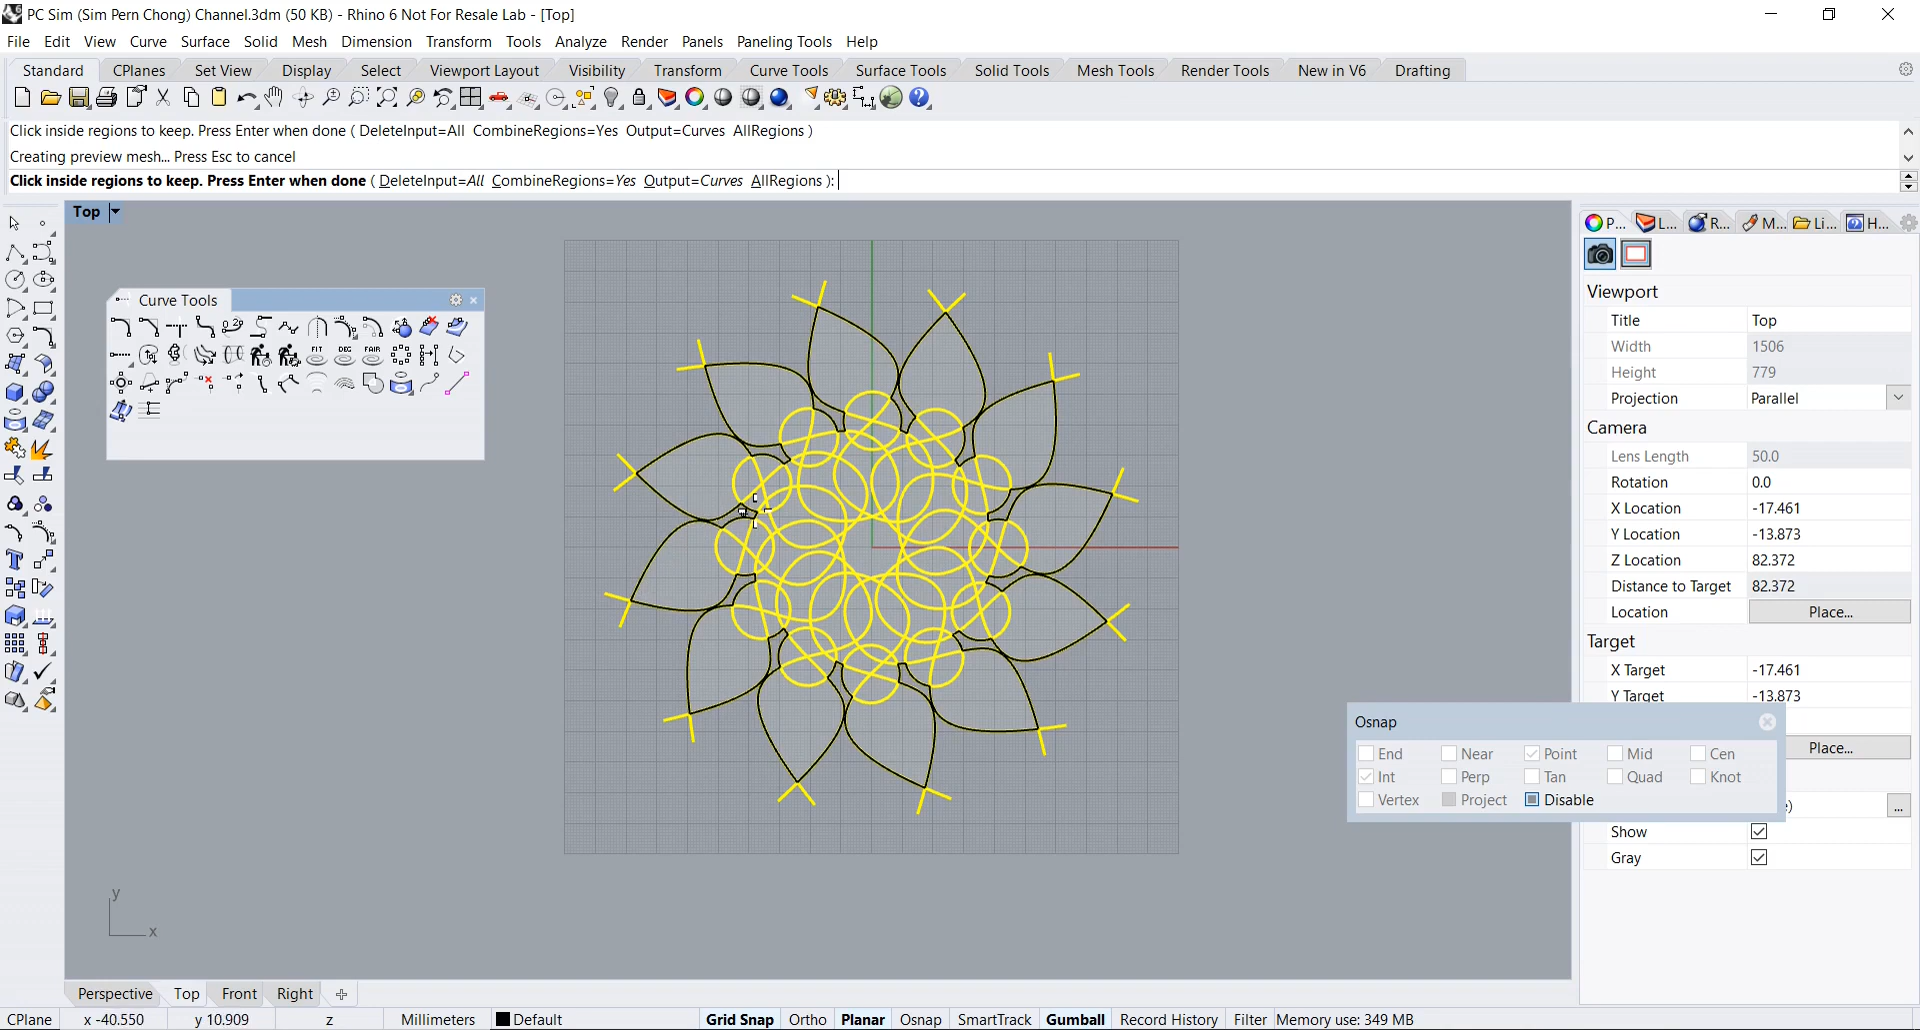 PC Sim (Sim Pern Chong) Channel.3dm (50 KB) - Rhino 6 Not For Resale Lab - [Top]
File Edit View Curve Surface Solid Mesh Dimension Transform Tools Analyze Render Panels Paneling Tools Help
Standard CPlanes Set View Display Select Viewport Layout Visibility Transform Curve Tools Surface Tools Solid Tools Mesh Tools Render Tools New in V6 Drafting
Click inside regions to keep. Press Enter when done ( DeleteInput=All CombineRegions=Yes Output=Curves AllRegions )
Creating preview mesh... Press Esc to cancel
Click inside regions to keep. Press Enter when done ( DeleteInput=All CombineRegions=Yes Output=Curves AllRegions ):
Top
P... L... R... M... Li... H...
Curve Tools
FIT DEG FAIR
Viewport
Title Top
Width 1506
Height 779
Projection Parallel
Camera
Lens Length 50.0
Rotation 0.0
X Location -17.461
Y Location -13.873
Z Location 82.372
Distance to Target 82.372
Location Place...
Target
X Target -17.461
Y Target -13.873
Place...
Osnap
End Near Point Mid Cen
Int Perp Tan Quad Knot
Vertex Project Disable
) ...
Show
Gray
y
x
Perspective Top Front Right
CPlane x -40.550 y 10.909 z Millimeters Default Grid Snap Ortho Planar Osnap SmartTrack Gumball Record History Filter Memory use: 349 MB